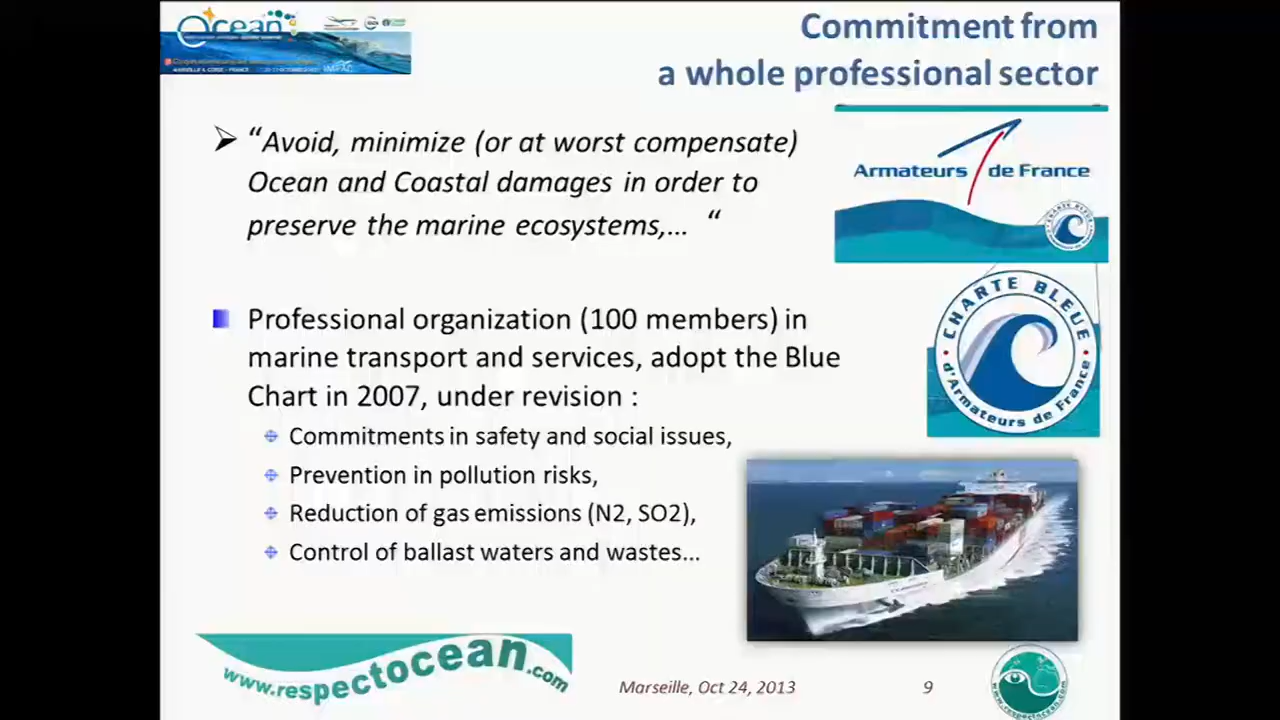 Ocean
IMPAC
Commitment from
a whole professional sector
“Avoid, minimize (or at worst compensate)
Ocean and Coastal damages in order to
preserve the marine ecosystems,... “
Armateurs de France
Professional organization (100 members) in
marine transport and services, adopt the Blue
Chart in 2007, under revision :
CHARTE BLEUE
d'Armateurs de France
Commitments in safety and social issues,
Prevention in pollution risks,
Reduction of gas emissions (N2, SO2),
Control of ballast waters and wastes...
www.respectocean.com
Marseille, Oct 24, 2013
9